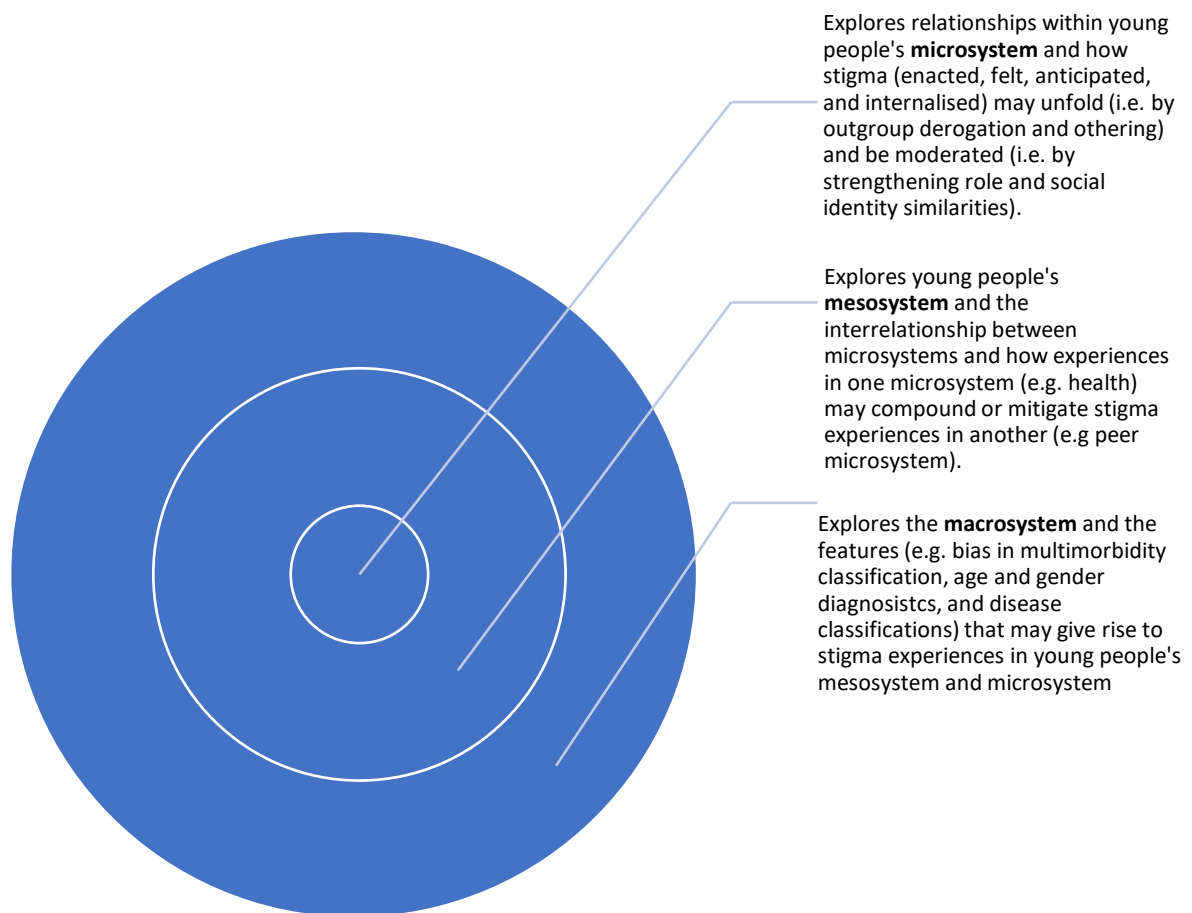 Explores relationships within young
people's microsystem and how
stigma (enacted, felt, anticipated,
and internalised) may unfold (i.e. by
outgroup derogation and othering)
and be moderated (i.e. by
strengthening role and social
identity similarities).
Explores young people's
mesosystem and the
interrelationship between
microsystems and how experiences
in one microsystem (e.g. health)
may compound or mitigate stigma
experiences in another (e.g peer
microsystem).
Explores the macrosystem and the
features (e.g. bias in multimorbidity
classification, age and gender
diagnosistcs, and disease
classifications) that may give rise to
stigma experiences in young people's
mesosystem and microsystem